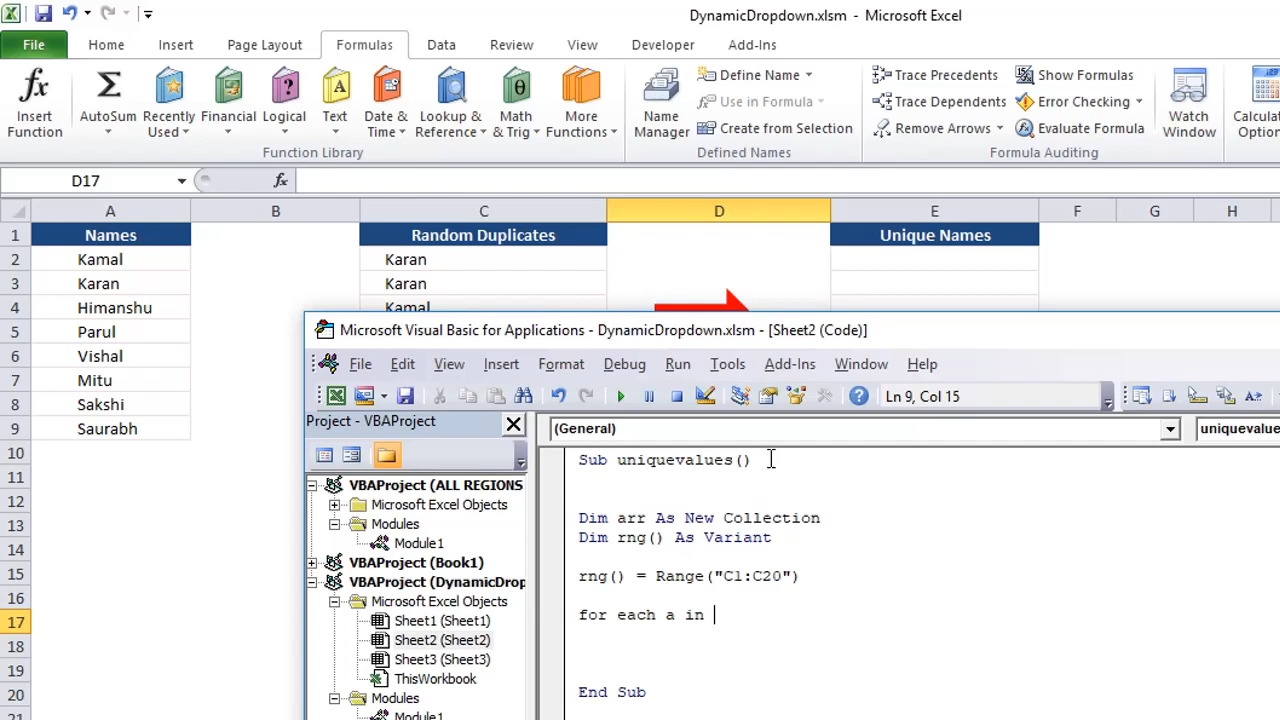 DynamicDropdown.xlsm - Microsoft Excel
File Home Insert Page Layout Formulas Data Review View Developer Add-Ins
fx Insert Function
Σ AutoSum
Recently Used
Financial
Logical
Text
Date & Time
Lookup & Reference
Math & Trig
More Functions
Function Library
Name Manager
Define Name
Use in Formula
Create from Selection
Defined Names
Trace Precedents
Trace Dependents
Remove Arrows
Show Formulas
Error Checking
Evaluate Formula
Formula Auditing
Watch Window
D17 fx
A B C D E F G H
1 Names Random Duplicates Unique Names
2 Kamal Karan
3 Karan Karan
4 Himanshu Kamal
5 Parul
6 Vishal
7 Mitu
8 Sakshi
9 Saurabh
10
11
12
13
14
15
16
17
18
19
20
Microsoft Visual Basic for Applications - DynamicDropdown.xlsm - [Sheet2 (Code)]
File Edit View Insert Format Debug Run Tools Add-Ins Window Help
Ln 9, Col 15
Project - VBAProject
VBAProject (ALL REGIONS
Microsoft Excel Objects
Modules
Module1
VBAProject (Book1)
VBAProject (DynamicDrop
Microsoft Excel Objects
Sheet1 (Sheet1)
Sheet2 (Sheet2)
Sheet3 (Sheet3)
ThisWorkbook
Modules
Module1
(General) uniquevalue
Sub uniquevalues()
Dim arr As New Collection
Dim rng() As Variant
rng() = Range("C1:C20")
for each a in
End Sub